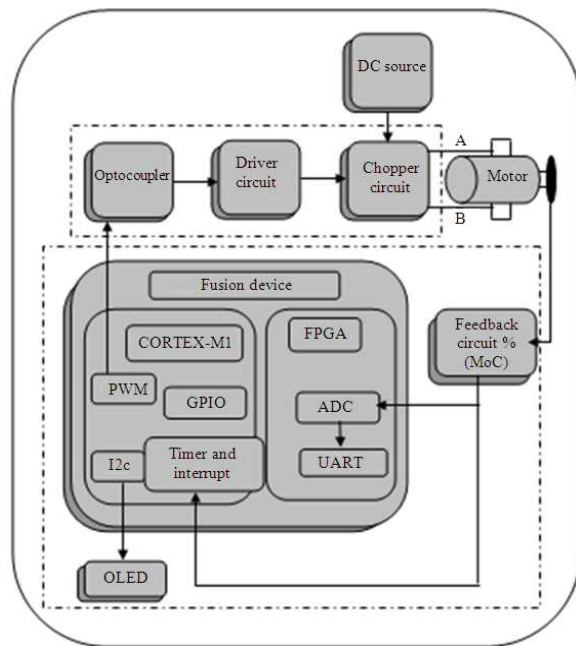 DC source
A
Optocoupler
Driver
circuit
Chopper
circuit
Motor
B
Fusion device
CORTEX-M1
FPGA
Feedback
circuit %
(MoC)
PWM
GPIO
ADC
I2c
Timer and
interrupt
UART
OLED